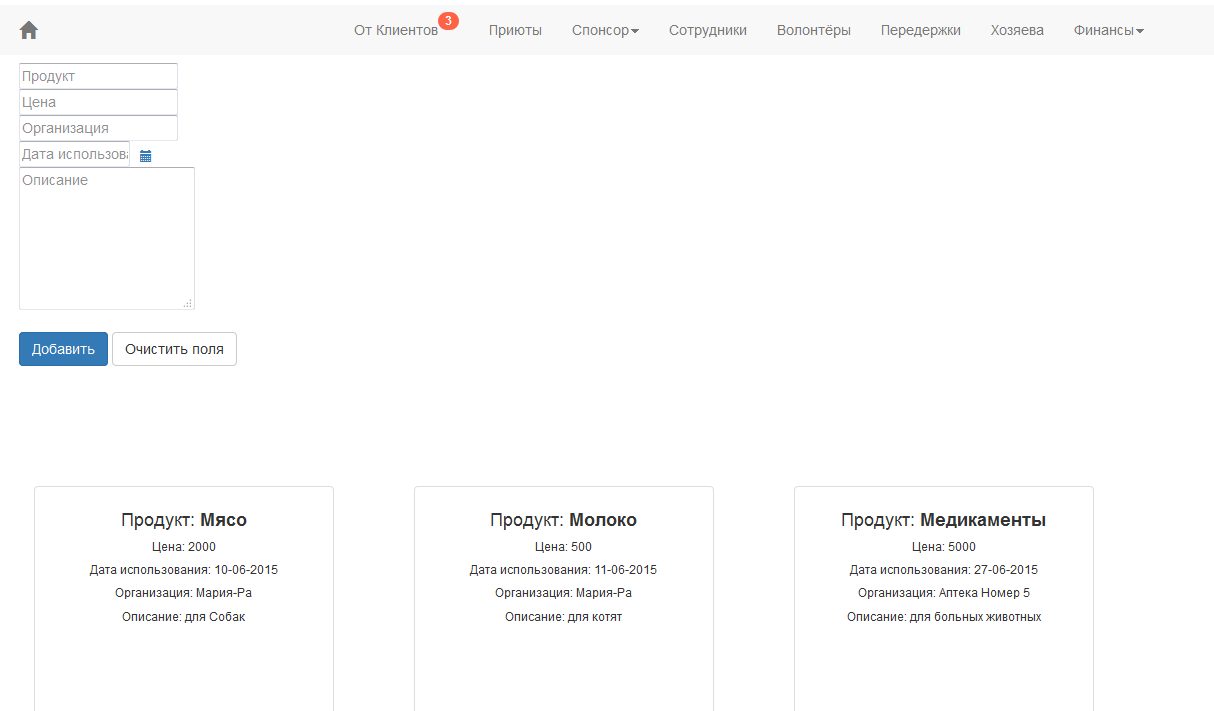 От Клиентов 3 Приюты Спонсор Сотрудники Волонтёры Передержки Хозяева Финансы
Продукт
Цена
Организация
Дата использова
Описание
Добавить Очистить поля
Продукт: Мясо
Цена: 2000
Дата использования: 10-06-2015
Организация: Мария-Ра
Описание: для Собак
Продукт: Молоко
Цена: 500
Дата использования: 11-06-2015
Организация: Мария-Ра
Описание: для котят
Продукт: Медикаменты
Цена: 5000
Дата использования: 27-06-2015
Организация: Аптека Номер 5
Описание: для больных животных